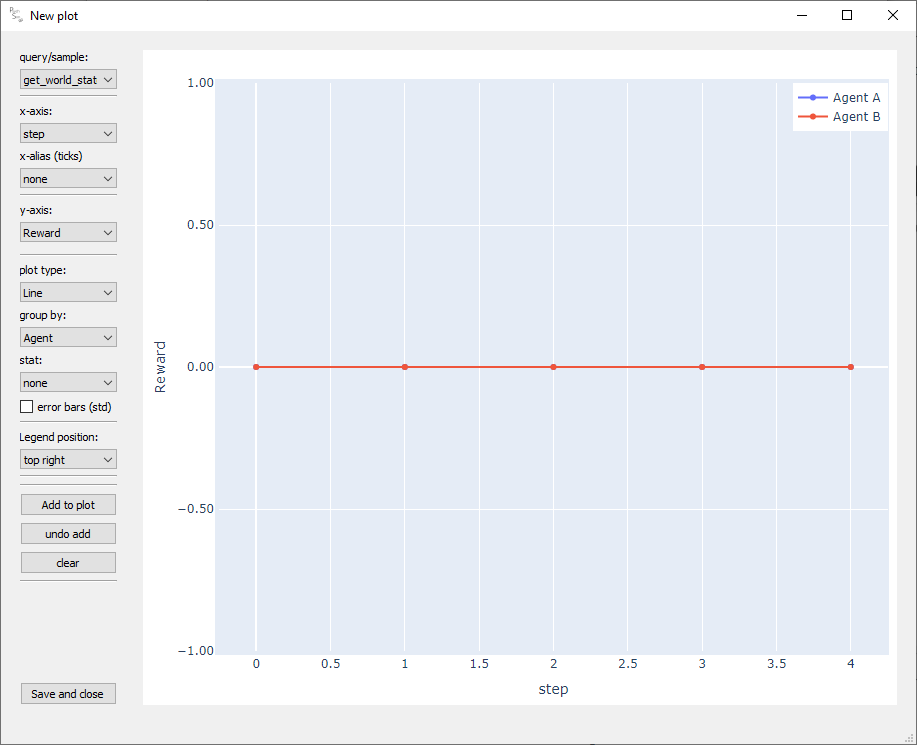 New plot
query/sample:
get_world_stat
x-axis:
step
x-alias (ticks)
none
y-axis:
Reward
plot type:
Line
group by:
Agent
stat:
none
error bars (std)
Legend position:
top right
Add to plot
undo add
clear
Save and close
1.00
0.50
0.00
−0.50
−1.00
Reward
Agent A
Agent B
0 0.5 1 1.5 2 2.5 3 3.5 4
step